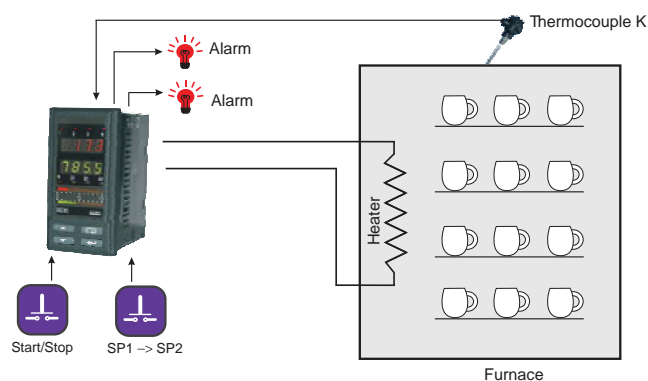 Thermocouple K
Alarm
Alarm
173
7855
Heater
Start/Stop
SP1 –> SP2
Furnace